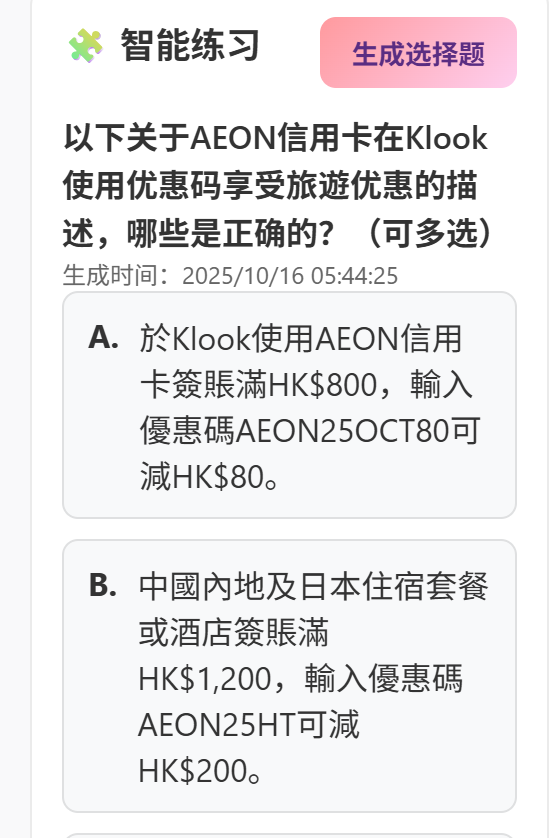 智能练习
生成选择题
以下关于AEON信用卡在Klook
使用优惠码享受旅遊优惠的描
述，哪些是正确的？（可多选）
生成时间：2025/10/16 05:44:25
A. 於Klook使用AEON信用
卡簽賬滿HK$800，輸入
優惠碼AEON25OCT80可
減HK$80。
B. 中國內地及日本住宿套餐
或酒店簽賬滿
HK$1,200，輸入優惠碼
AEON25HT可減
HK$200。